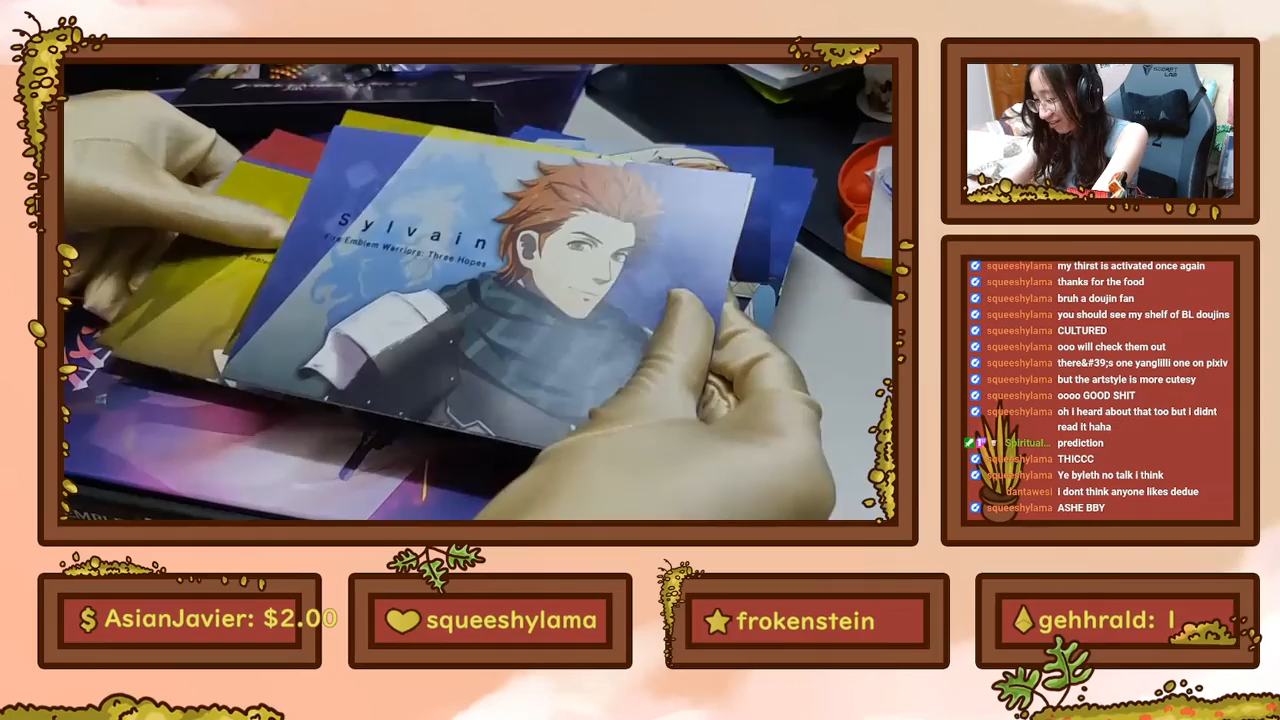 Sylvain
Fire Emblem Warriors: Three Hopes
SECRET
LAB
squeeshylama my thirst is activated once again
squeeshylama thanks for the food
squeeshylama bruh a doujin fan
squeeshylama you should see my shelf of BL doujins
squeeshylama CULTURED
squeeshylama ooo will check them out
squeeshylama there&#39;s one yanglilli one on pixiv
squeeshylama but the artstyle is more cutesy
squeeshylama oooo GOOD SHIT
squeeshylama oh i heard about that too but i didnt
read it haha
Spiritual... prediction
squeeshylama THICCC
squeeshylama Ye byleth no talk i think
dantawesi i dont think anyone likes dedue
squeeshylama ASHE BBY
$ AsianJavier: $2.00
squeeshylama
frokenstein
gehhrald: 1